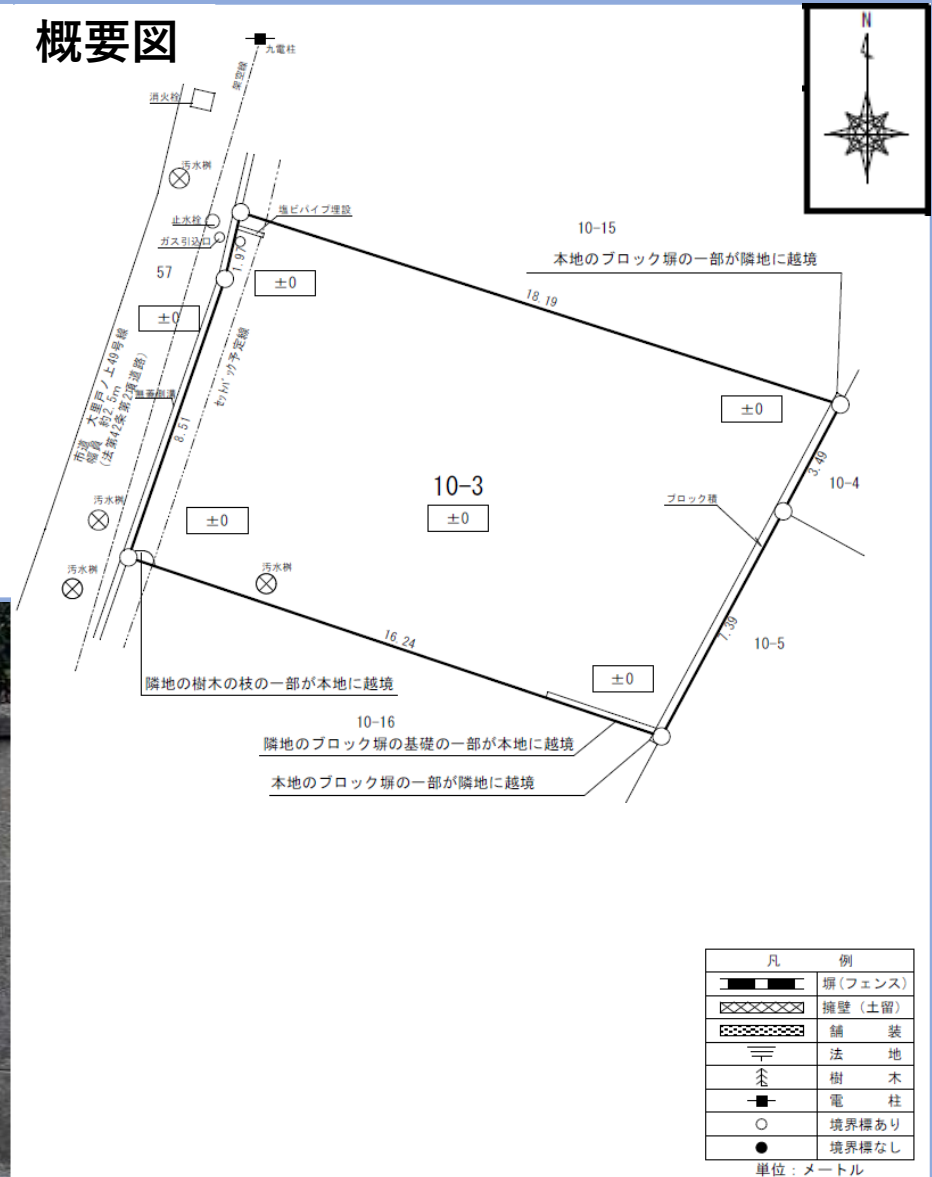 概要図
N
九電柱
架空線
消火栓
汚水桝
止水栓
塩ビパイプ埋設
ガス引込口
1.97
10-15
本地のブロック塀の一部が隣地に越境
57
±0
±0
18.19
市道 大里戸ノ上49号線
幅員 約2.5m
(法第42条第2項道路)
無蓋側溝
セットバック予定線
8.51
±0
3.49
10-4
10-3
±0
ブロック積
汚水桝
±0
汚水桝
汚水桝
16.24
7.39
10-5
±0
隣地の樹木の枝の一部が本地に越境
10-16
隣地のブロック塀の基礎の一部が本地に越境
本地のブロック塀の一部が隣地に越境
凡 例
塀(フェンス)
擁壁(土留)
舗 装
法 地
樹 木
電 柱
境界標あり
境界標なし
単位:メートル